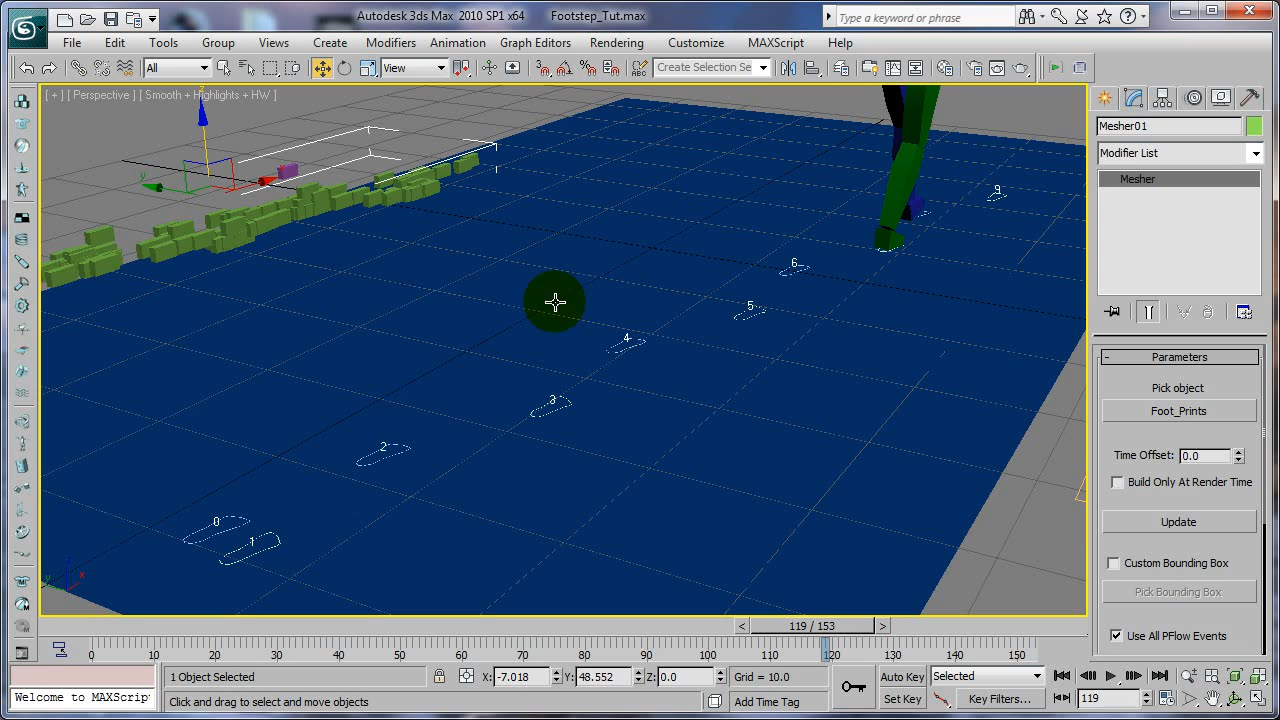 Autodesk 3ds Max 2010 SP1 x64 Footstep_Tut.max
Type a keyword or phrase
File Edit Tools Group Views Create Modifiers Animation Graph Editors Rendering Customize MAXScript Help
All View Create Selection Se
[ + ] [ Perspective ] [ Smooth + Highlights + HW ]
z
x
y
9
6
5
4
3
2
0
1
y x
Mesher01
Modifier List
Mesher
- Parameters
Pick object
Foot_Prints
Time Offset: 0.0
Build Only At Render Time
Update
Custom Bounding Box
Pick Bounding Box
Use All PFlow Events
< 119 / 153 >
0 10 20 30 40 50 60 70 80 90 100 110 120 130 140 150
1 Object Selected X: -7.018 Y: 48.552 Z: 0.0 Grid = 10.0 Auto Key Selected
Welcome to MAXScrip
Click and drag to select and move objects Add Time Tag Set Key Key Filters... 119